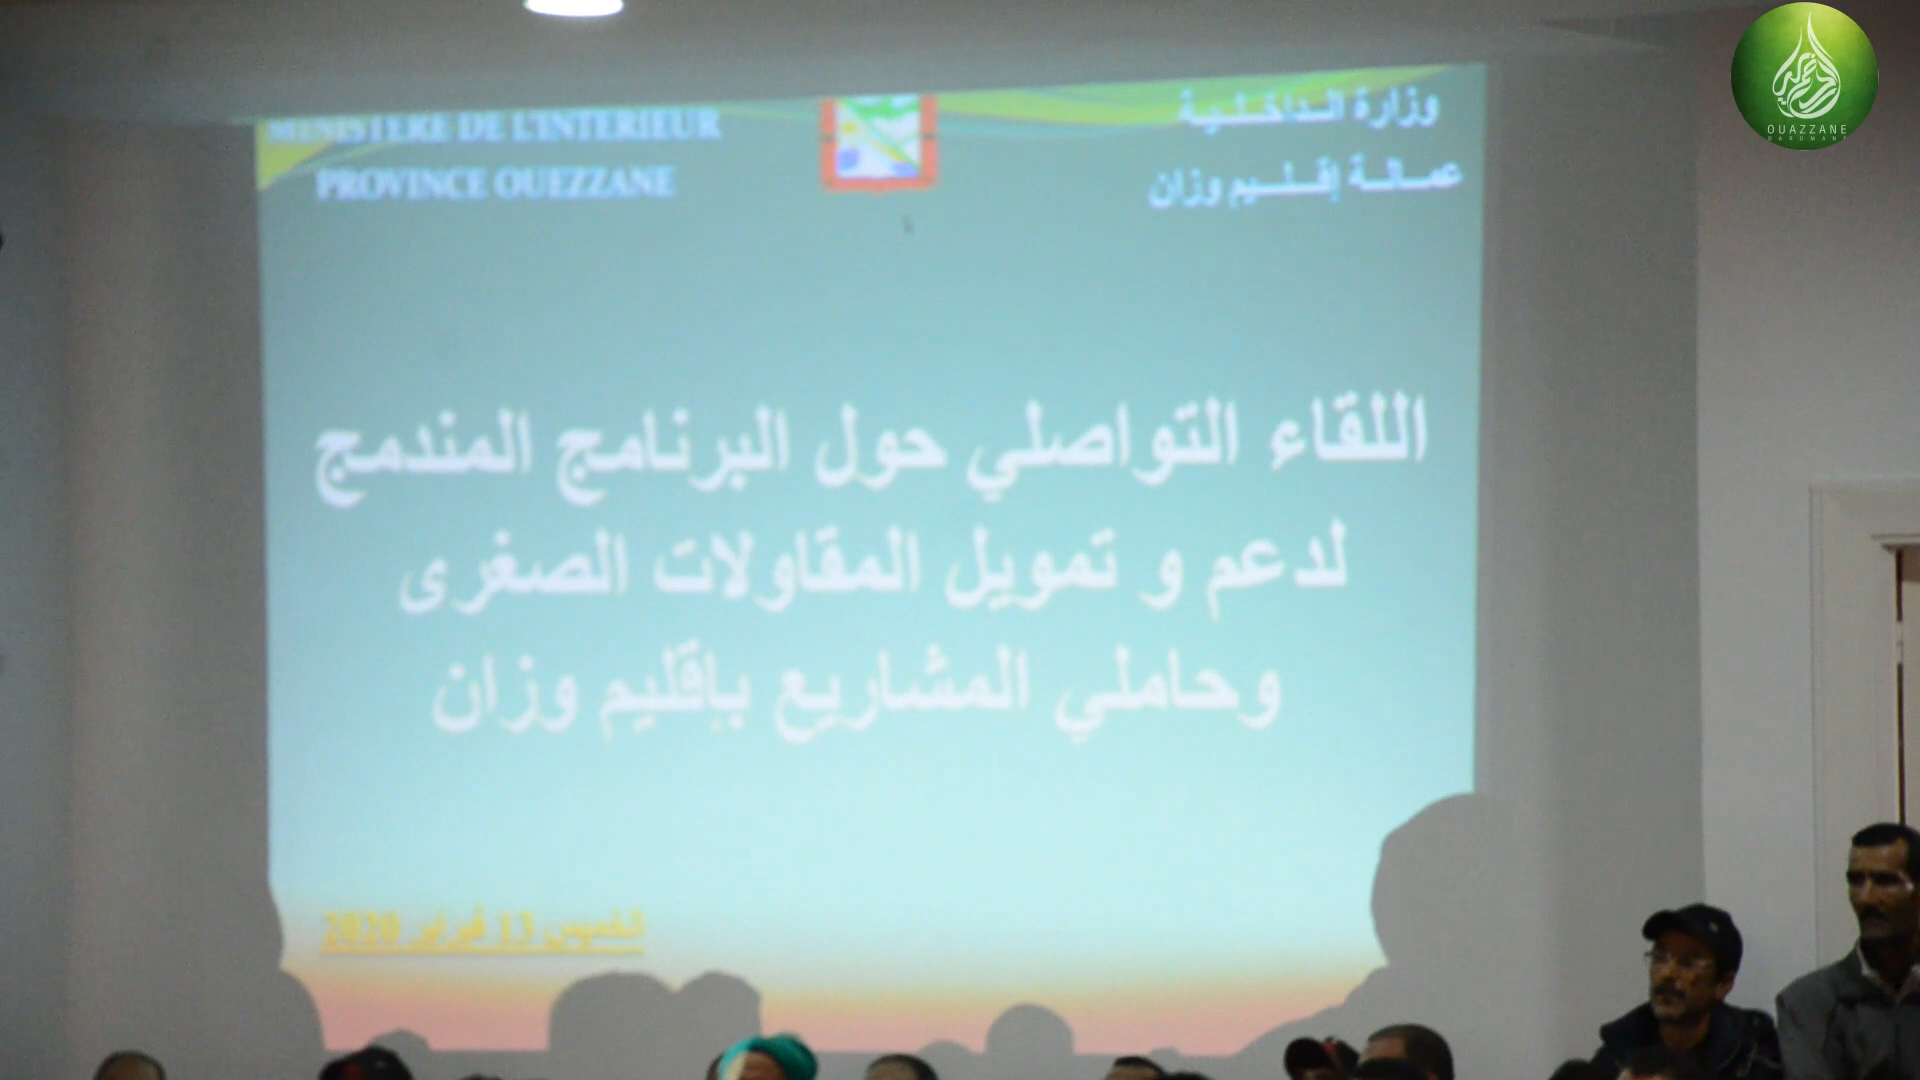 MINISTERE DE L'INTERIEUR
PROVINCE OUEZZANE
وزارة الداخلية
عمالة إقليم وزان
اللقاء التواصلي حول البرنامج المندمج
لدعم و تمويل المقاولات الصغرى
وحاملي المشاريع بإقليم وزان
الخميس 13 فبراير 2020
OUAZZANE